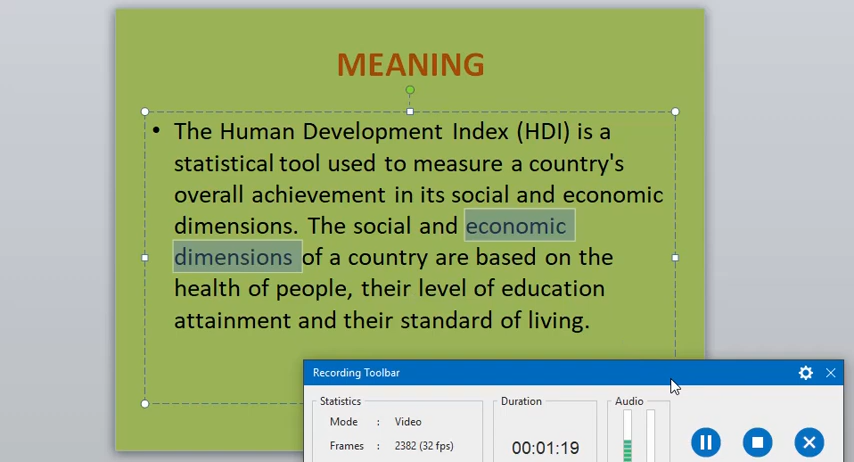 MEANING
• The Human Development Index (HDI) is a
statistical tool used to measure a country's
overall achievement in its social and economic
dimensions. The social and economic
dimensions of a country are based on the
health of people, their level of education
attainment and their standard of living.
Recording Toolbar
Statistics
Duration
Audio
Mode : Video
Frames : 2382 (32 fps)
00:01:19